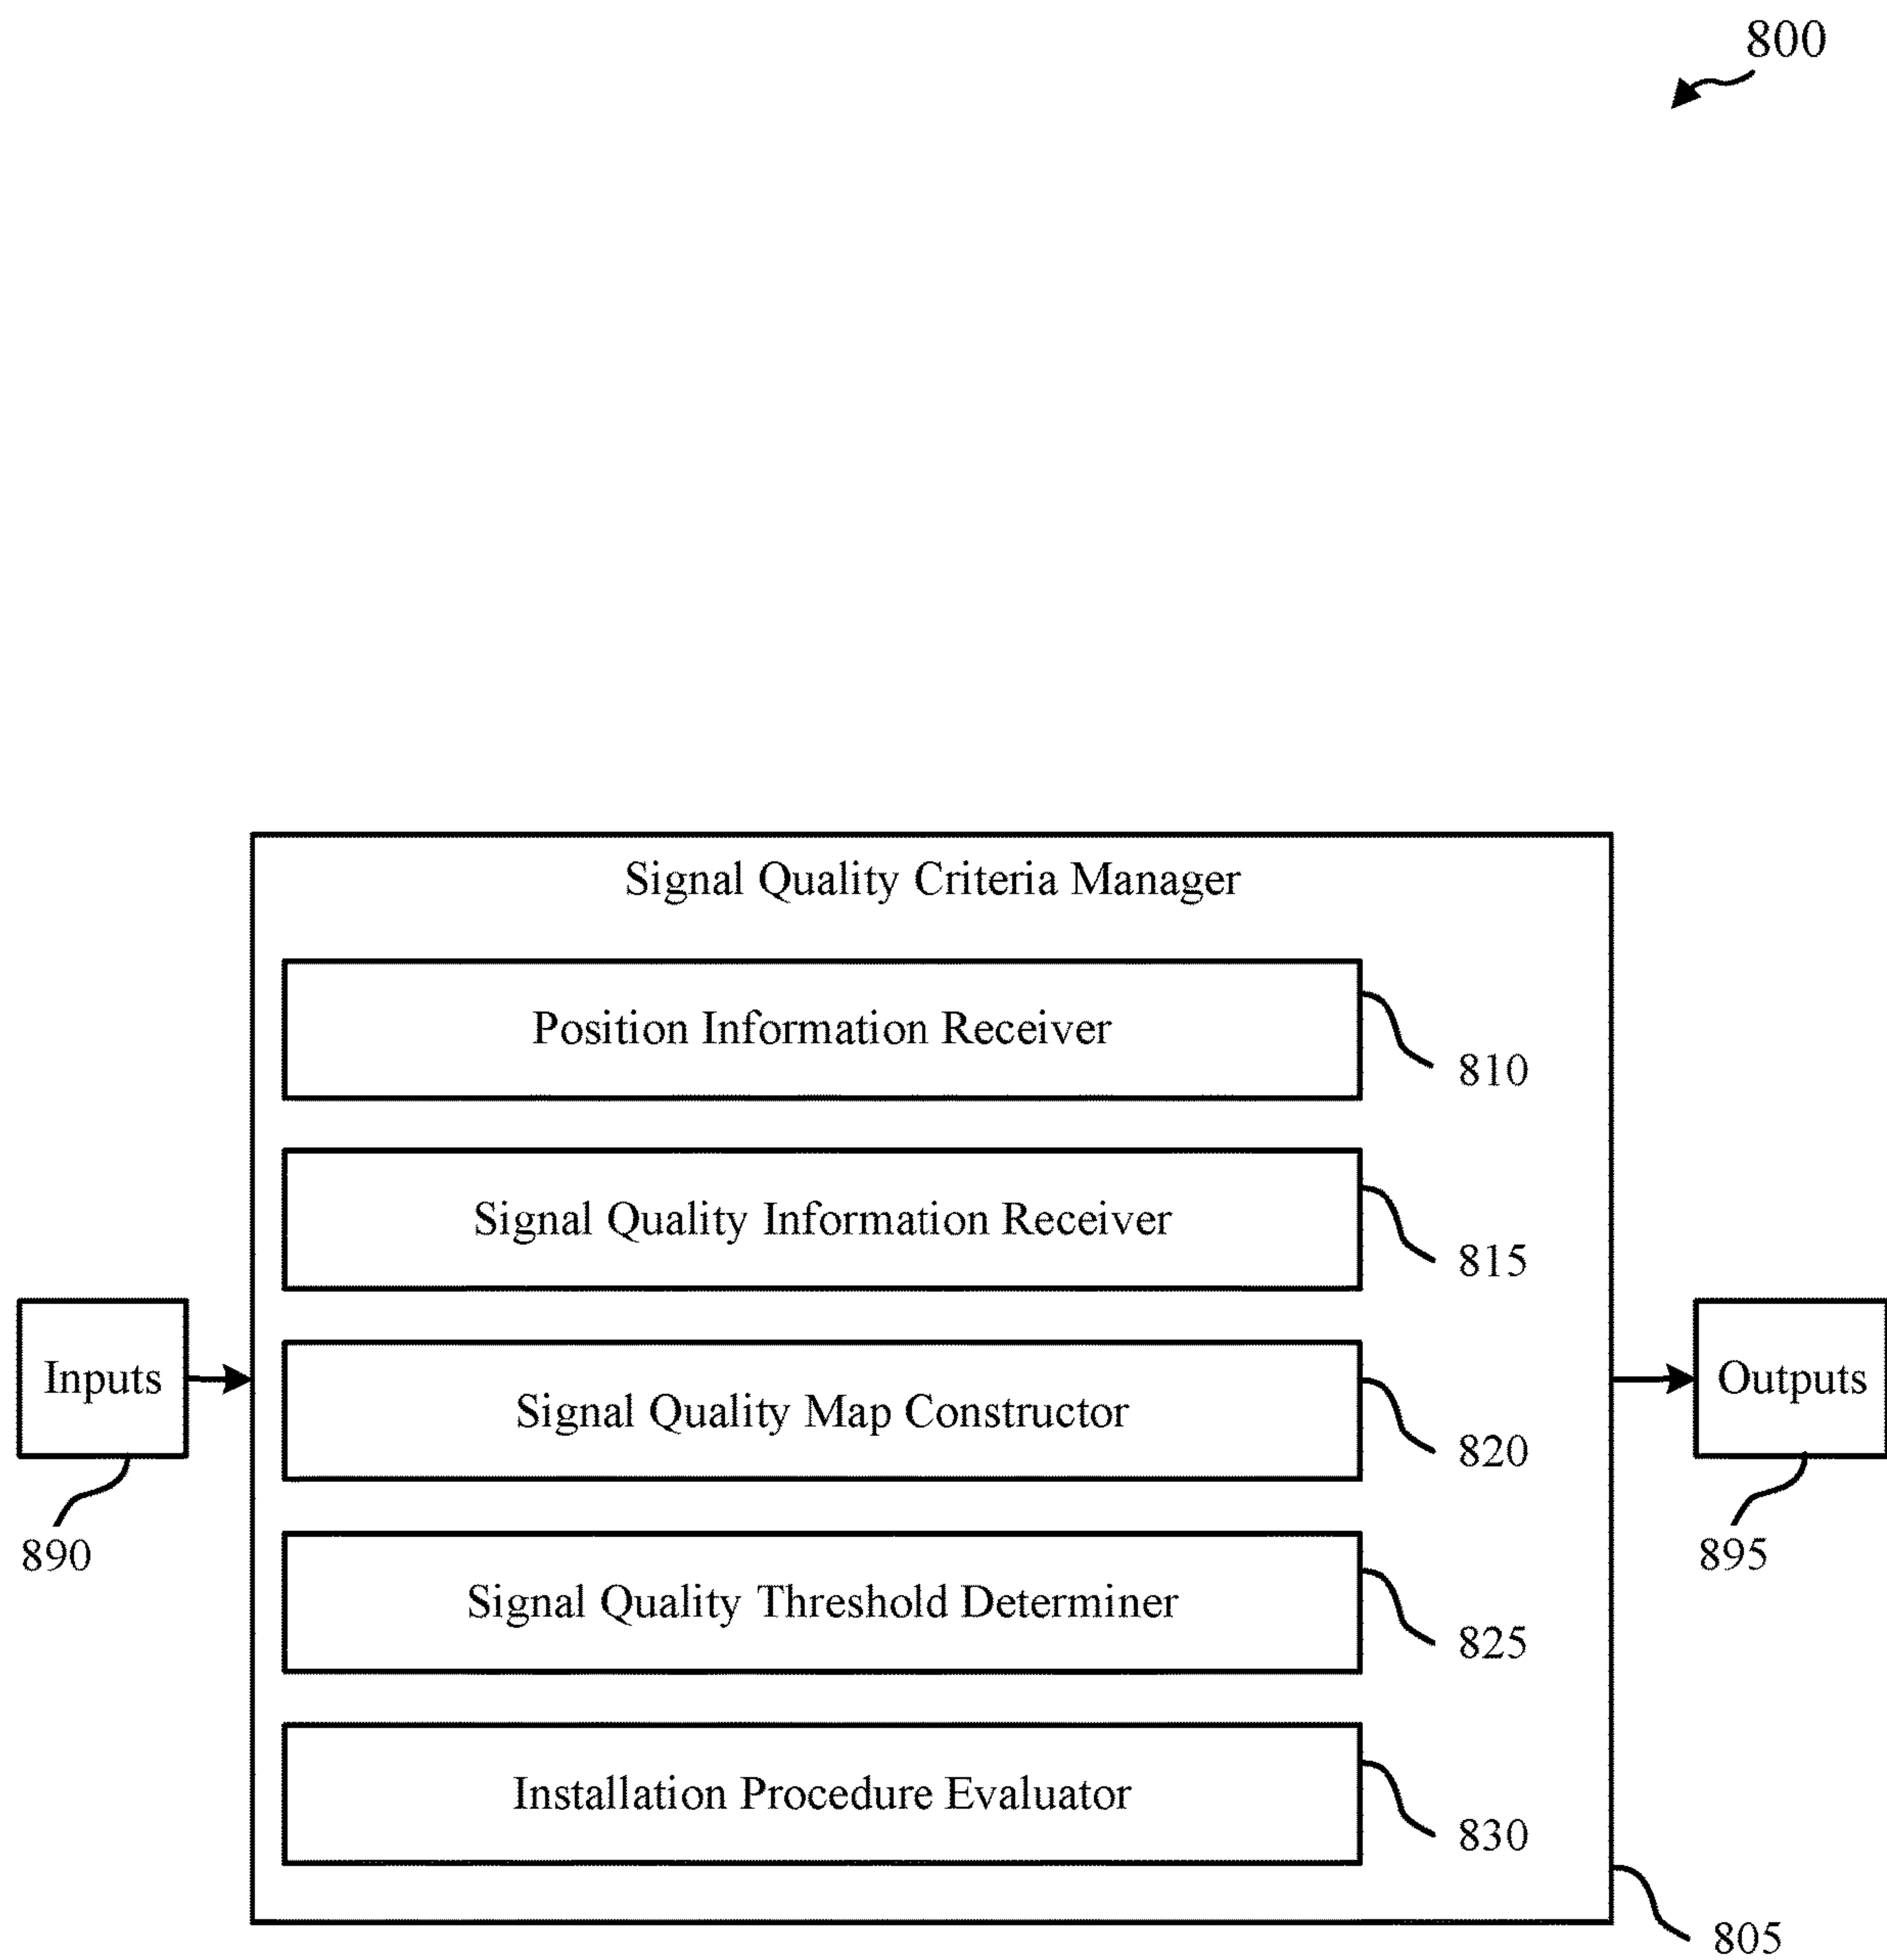 800
Signal Quality Criteria Manager
Position Information Receiver
810
Signal Quality Information Receiver
815
Inputs
890
Signal Quality Map Constructor
820
Outputs
895
Signal Quality Threshold Determiner
825
Installation Procedure Evaluator
830
805